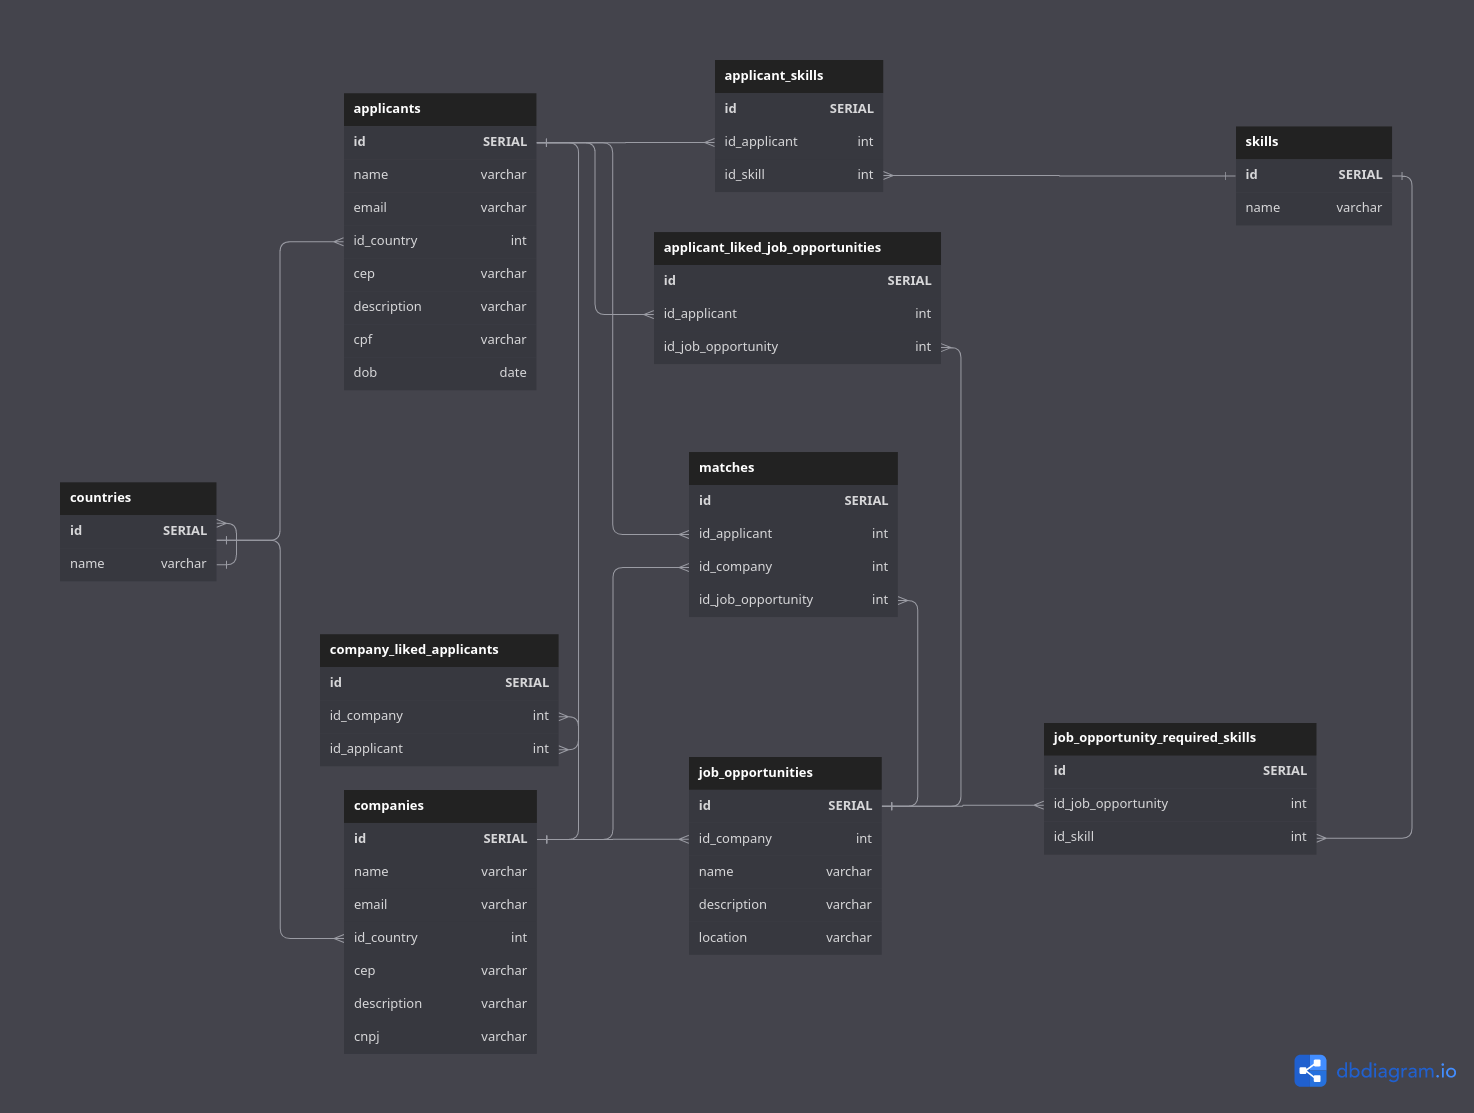 applicant_skills
id SERIAL
id_applicant int
id_skill int
applicants
id SERIAL
name varchar
email varchar
id_country int
cep varchar
description varchar
cpf varchar
dob date
skills
id SERIAL
name varchar
applicant_liked_job_opportunities
id SERIAL
id_applicant int
id_job_opportunity int
matches
id SERIAL
id_applicant int
id_company int
id_job_opportunity int
countries
id SERIAL
name varchar
company_liked_applicants
id SERIAL
id_company int
id_applicant int
companies
id SERIAL
name varchar
email varchar
id_country int
cep varchar
description varchar
cnpj varchar
job_opportunities
id SERIAL
id_company int
name varchar
description varchar
location varchar
job_opportunity_required_skills
id SERIAL
id_job_opportunity int
id_skill int
dbdiagram.io